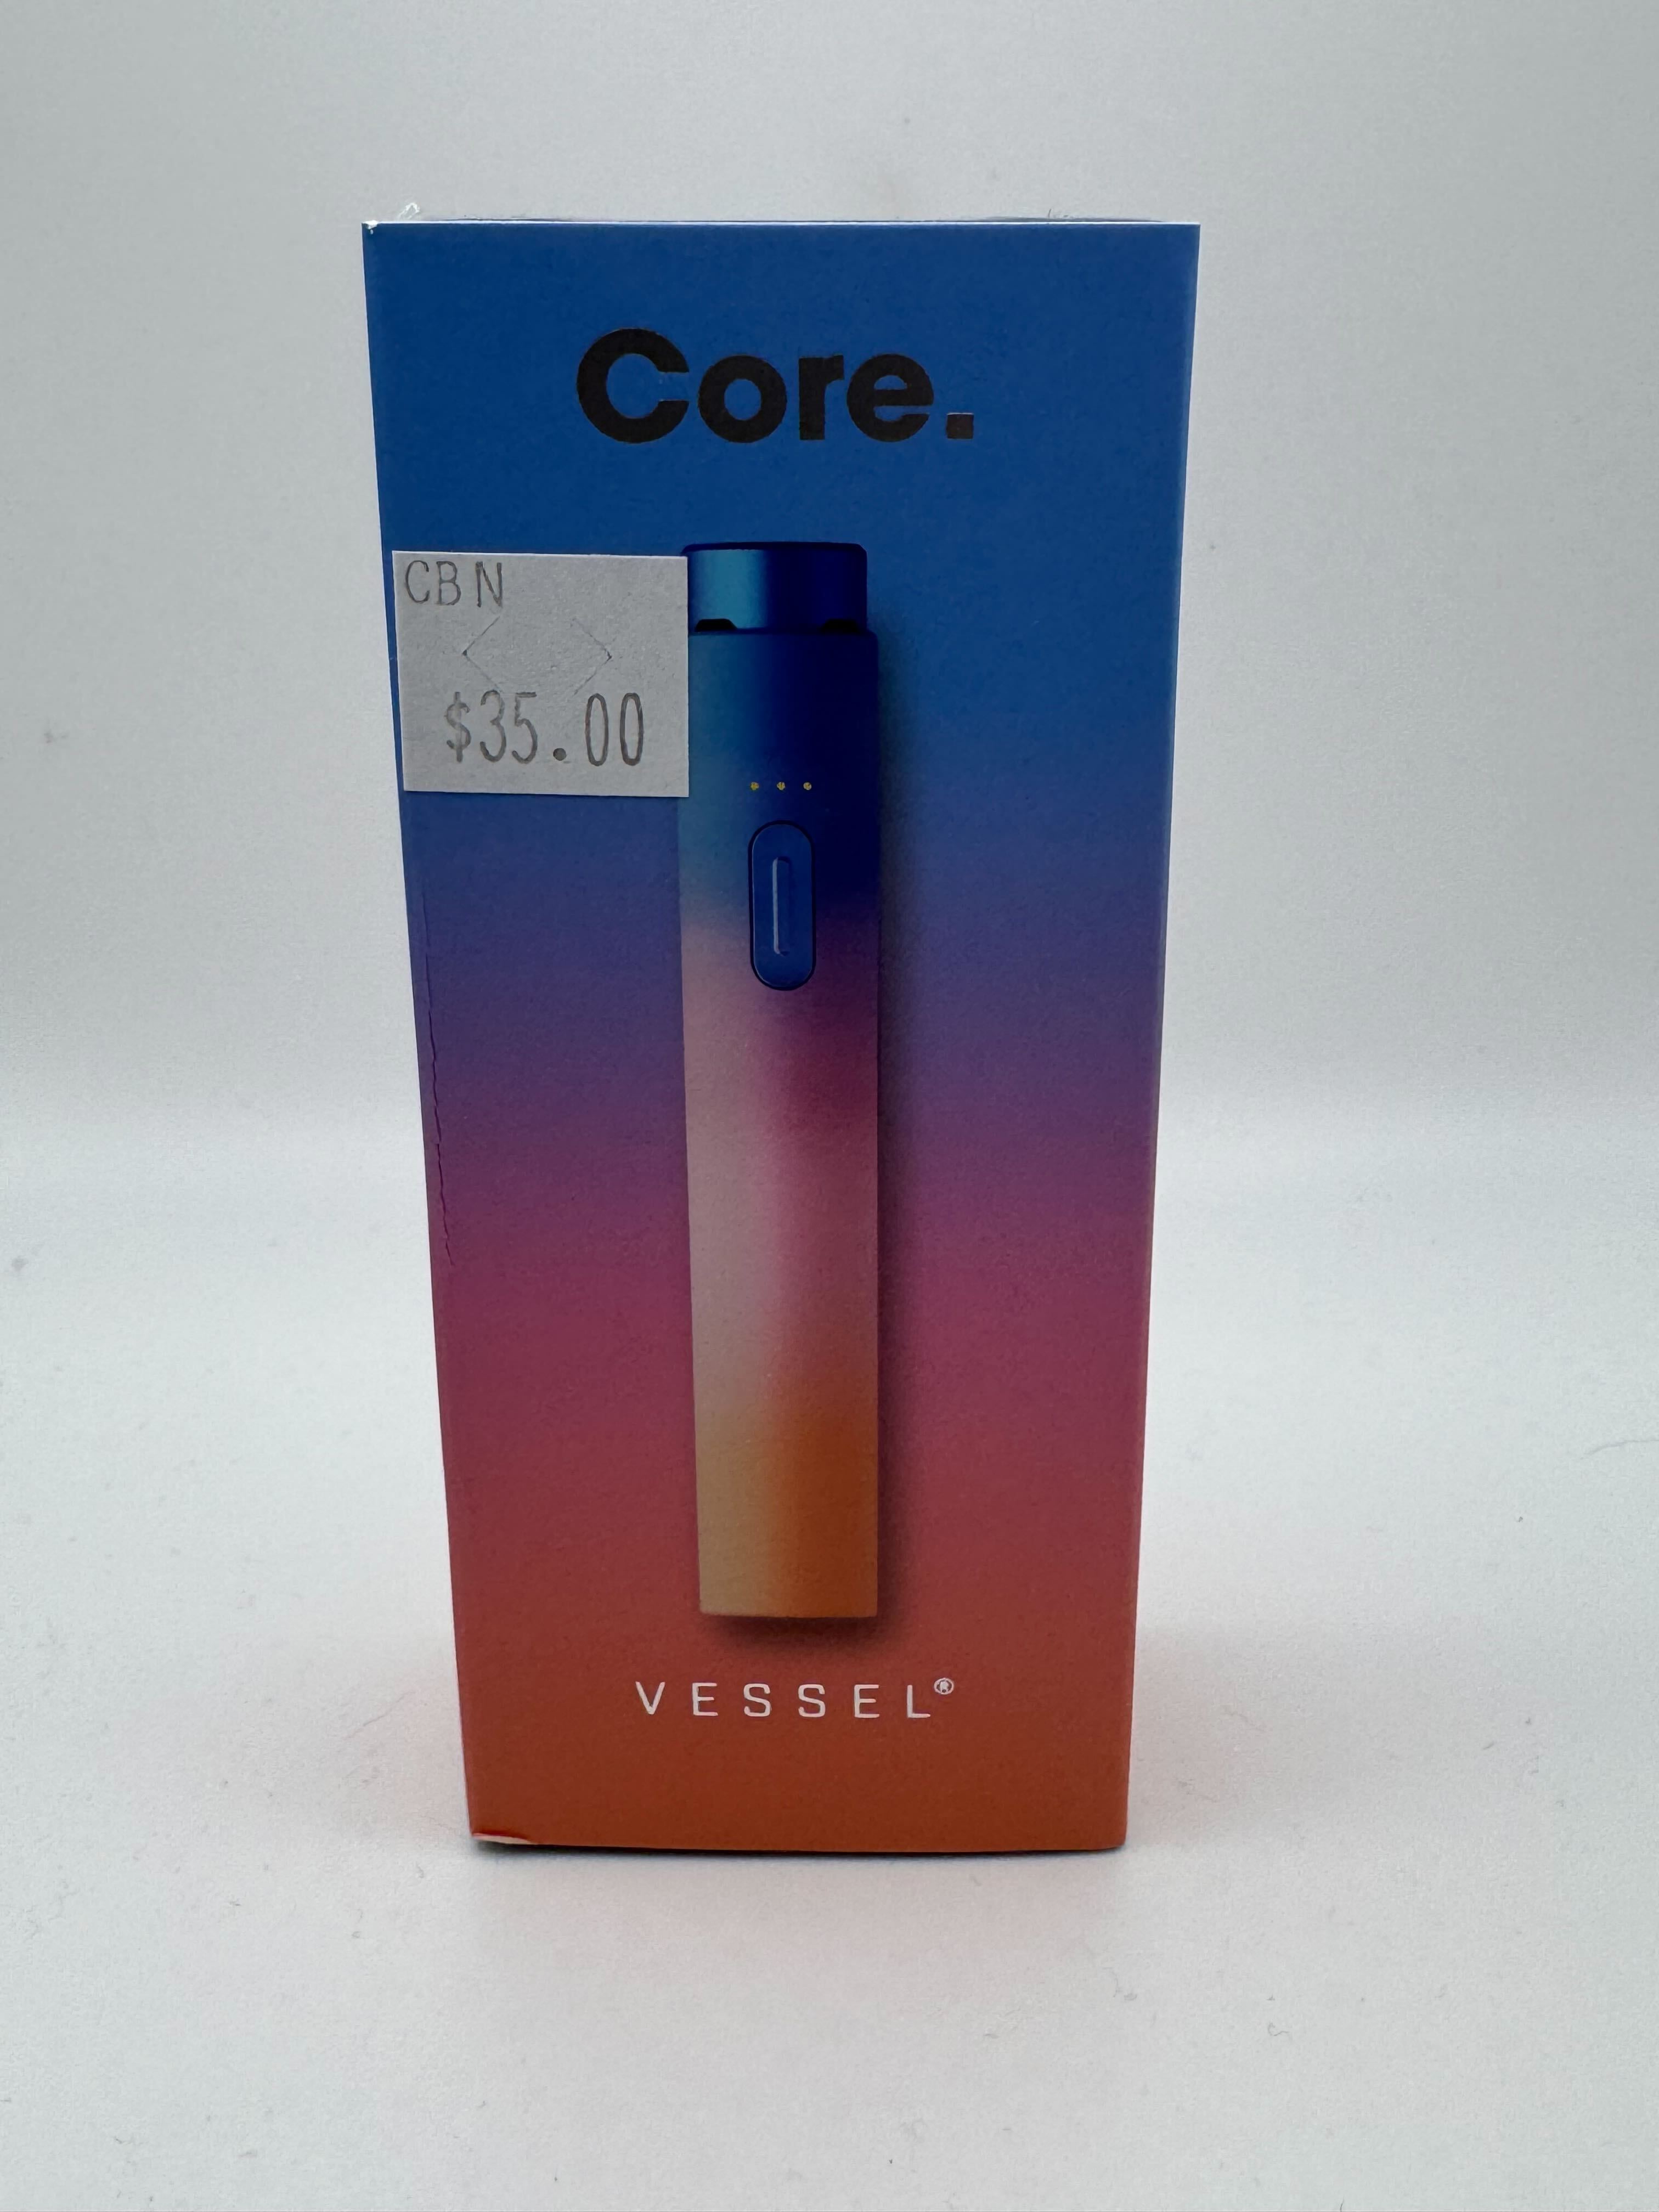 Core.
CBN
$35.00
VESSEL®